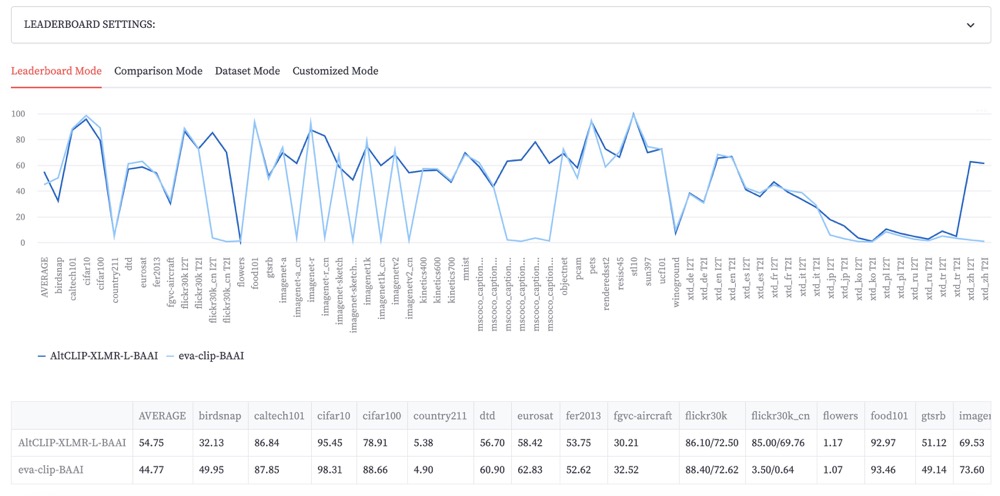 LEADERBOARD SETTINGS:
Leaderboard Mode Comparison Mode Dataset Mode Customized Mode
100
80
60
40
20
0
AVERAGE
birdsnap
caltech101
cifar10
cifar100
country211
dtd
eurosat
fer2013
fgvc-aircraft
flickr30k I2T
flickr30k T2I
flickr30k_cn I2T
flickr30k_cn T2I
flowers
food101
gtsrb
imagenet-a
imagenet-a_cn
imagenet-r
imagenet-r_cn
imagenet-sketch
imagenet-sketch...
imagenet1k
imagenet1k_cn
imagenetv2
imagenetv2_cn
kinetics400
kinetics600
kinetics700
mnist
mscoco_caption...
mscoco_caption...
mscoco_caption...
mscoco_caption...
mscoco_caption...
mscoco_caption...
objectnet
pcam
pets
renderedsst2
resisc45
stl10
sun397
ucf101
winoground
xtd_de I2T
xtd_de T2I
xtd_en I2T
xtd_en T2I
xtd_es I2T
xtd_es T2I
xtd_fr I2T
xtd_fr T2I
xtd_it I2T
xtd_it T2I
xtd_jp I2T
xtd_jp T2I
xtd_ko I2T
xtd_ko T2I
xtd_pl I2T
xtd_pl T2I
xtd_ru I2T
xtd_ru T2I
xtd_tr I2T
xtd_tr T2I
xtd_zh I2T
xtd_zh T2I
AltCLIP-XLMR-L-BAAI eva-clip-BAAI
AVERAGE birdsnap caltech101 cifar10 cifar100 country211 dtd eurosat fer2013 fgvc-aircraft flickr30k flickr30k_cn flowers food101 gtsrb imagen
AltCLIP-XLMR-L-BAAI 54.75 32.13 86.84 95.45 78.91 5.38 56.70 58.42 53.75 30.21 86.10/72.50 85.00/69.76 1.17 92.97 51.12 69.53
eva-clip-BAAI 44.77 49.95 87.85 98.31 88.66 4.90 60.90 62.83 52.62 32.52 88.40/72.62 3.50/0.64 1.07 93.46 49.14 73.60